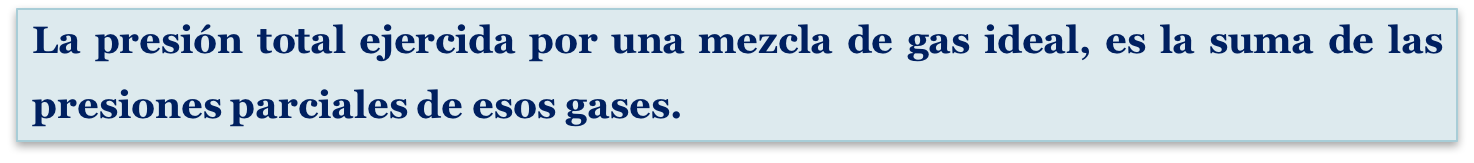 La presión total ejercida por una mezcla de gas ideal, es la suma de las
presiones parciales de esos gases.